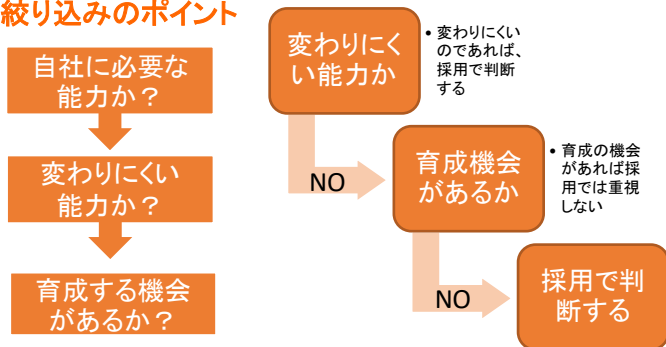 絞り込みのポイント
自社に必要な
能力か？
変わりにくい
能力か？
育成する機会
があるか？
変わりにく
い能力か
• 変わりにくい
のであれば、
採用で判断
する
NO
育成機会
があるか
• 育成の機会
があれば採
用では重視
しない
NO
採用で判
断する